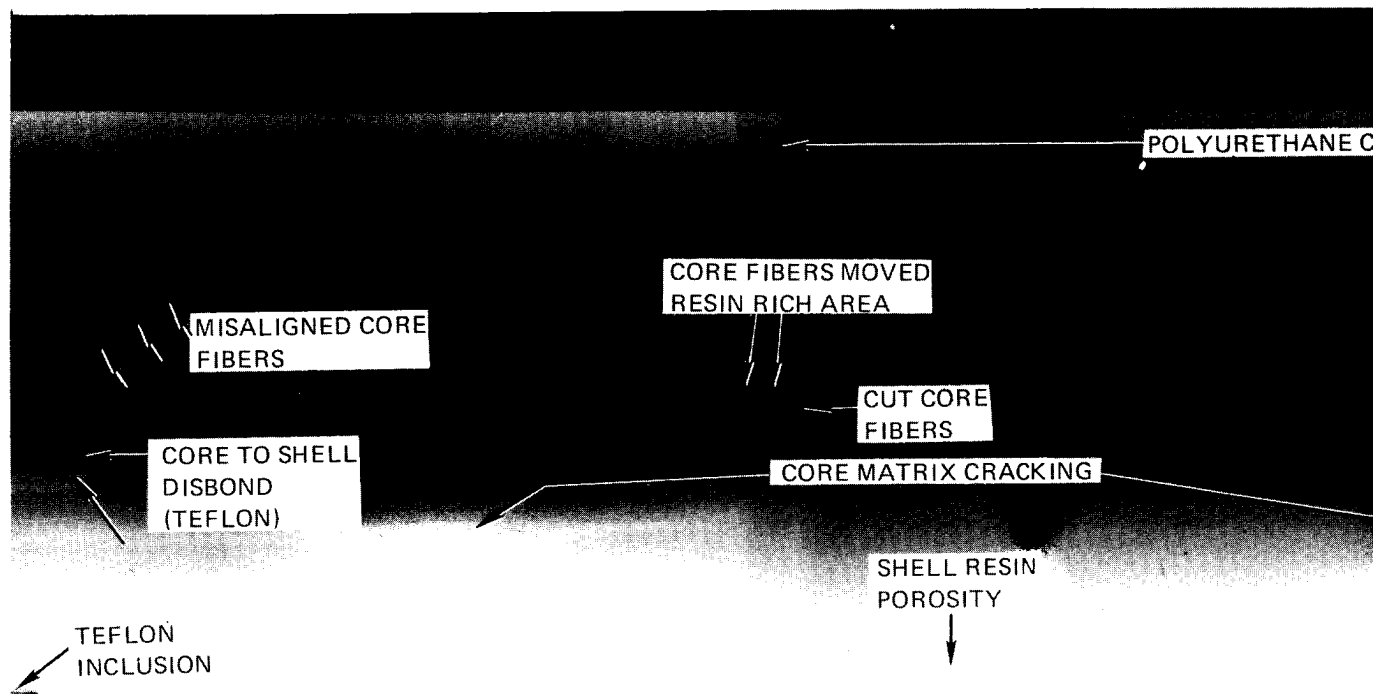 POLYURETHANE C
CORE FIBERS MOVED
RESIN RICH AREA
MISALIGNED CORE
FIBERS
CUT CORE
FIBERS
CORE TO SHELL
DISBOND
(TEFLON)
CORE MATRIX CRACKING
SHELL RESIN
POROSITY
TEFLON
INCLUSION